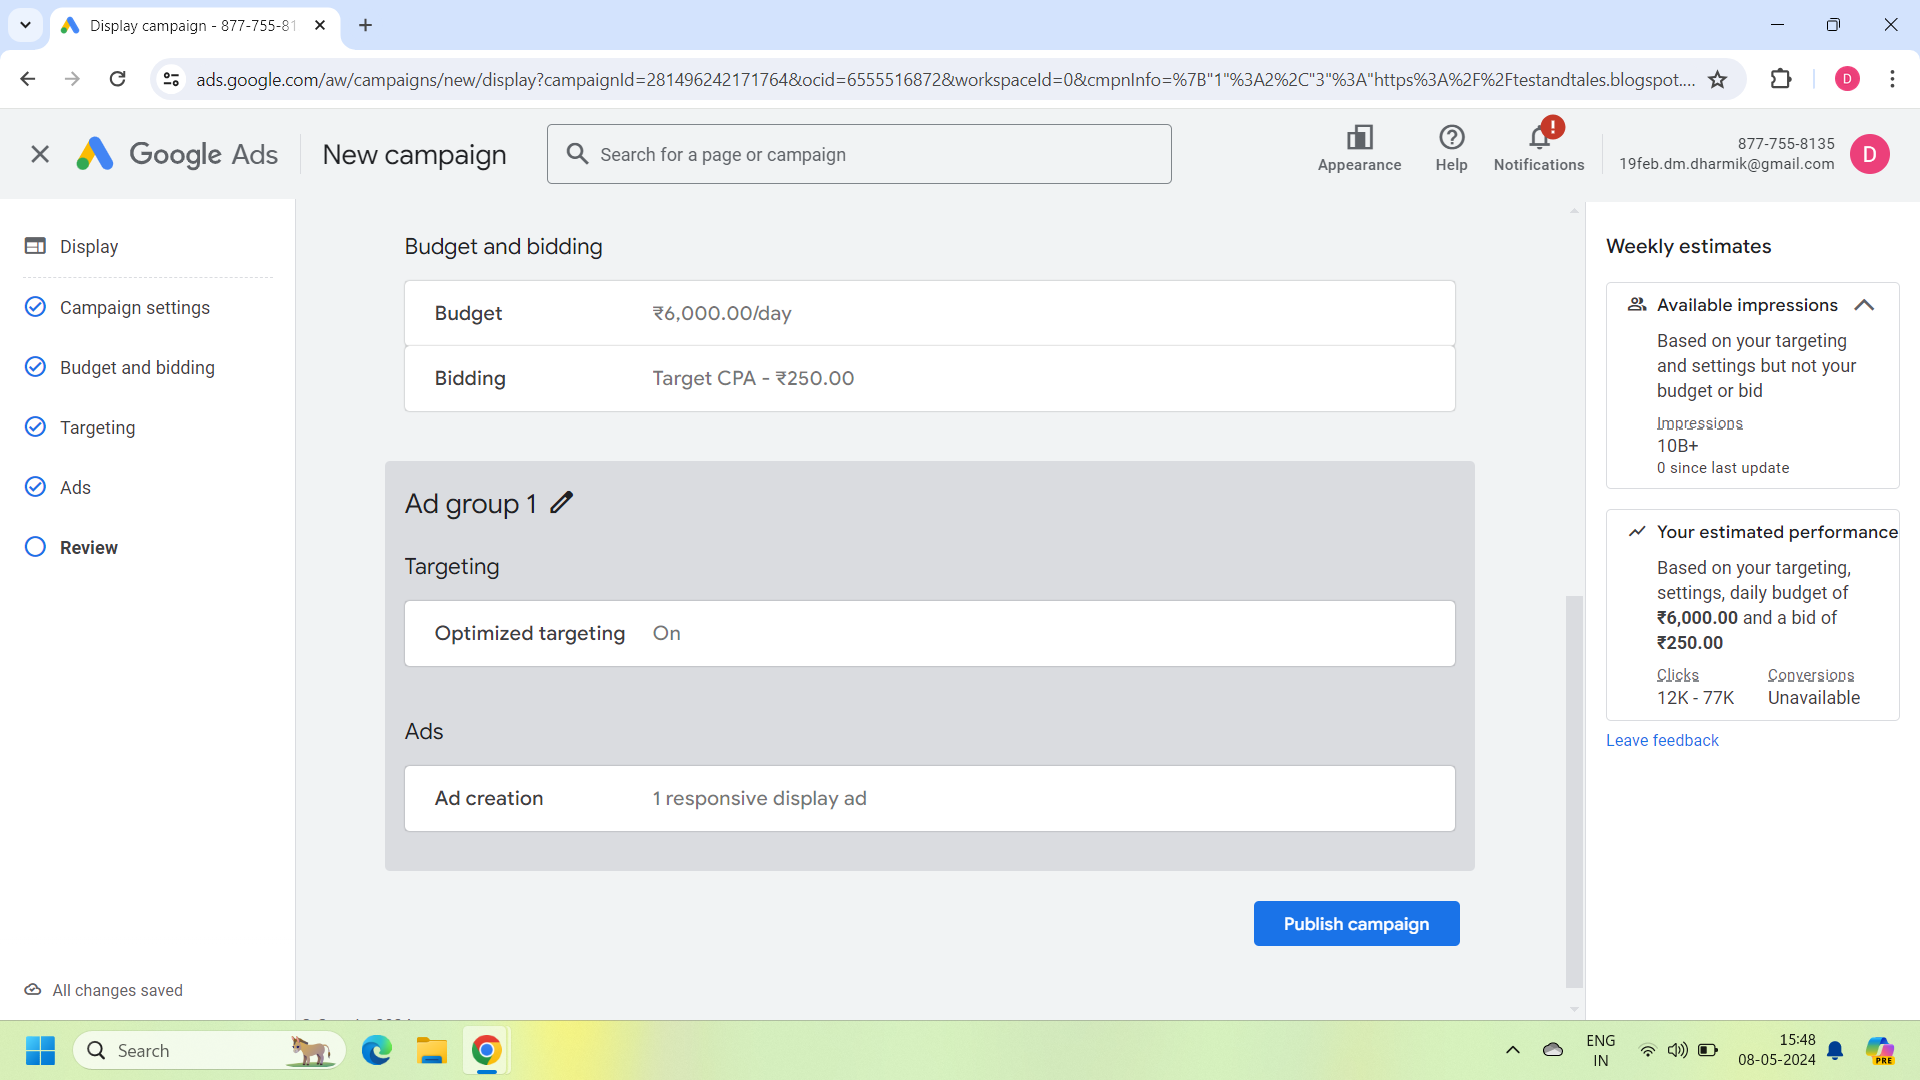 Display campaign - 877-755-81
ads.google.com/aw/campaigns/new/display?campaignId=281496242171764&ocid=6555516872&workspaceId=0&cmpnInfo=%7B"1"%3A2%2C"3"%3A"https%3A%2F%2Ftestandtales.blogspot....
D
Google Ads
New campaign
Search for a page or campaign
Appearance
Help
!
Notifications
877-755-8135
19feb.dm.dharmik@gmail.com
D
Display
Campaign settings
Budget and bidding
Targeting
Ads
Review
All changes saved
Budget and bidding
Budget ₹6,000.00/day
Bidding Target CPA - ₹250.00
Ad group 1
Targeting
Optimized targeting On
Ads
Ad creation 1 responsive display ad
Publish campaign
Weekly estimates
Available impressions
Based on your targeting
and settings but not your
budget or bid
Impressions
10B+
0 since last update
Your estimated performance
Based on your targeting,
settings, daily budget of
₹6,000.00 and a bid of
₹250.00
Clicks Conversions
12K - 77K Unavailable
Leave feedback
Search
ENG
IN
15:48
08-05-2024
PRE